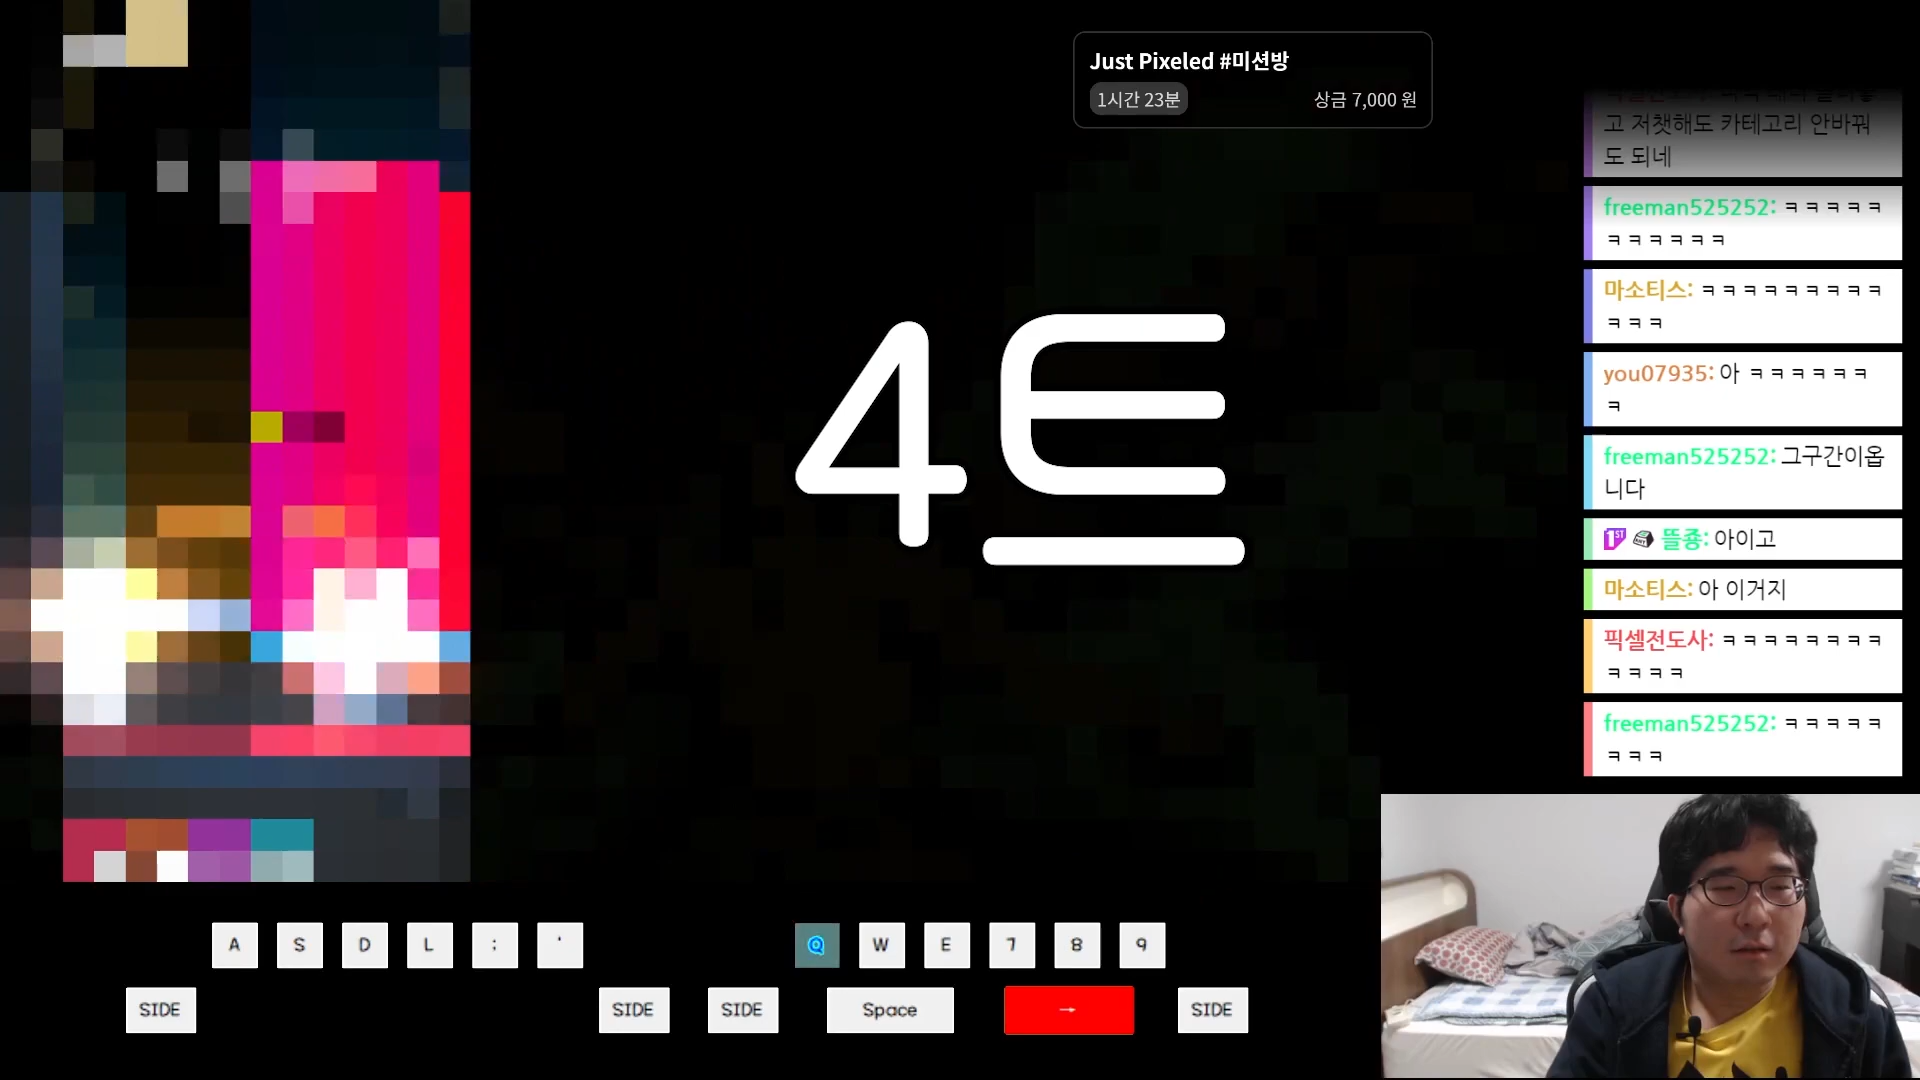 Just Pixeled #미션방
1시간 23분
상금 7,000 원
4트
고 저챗해도 카테고리 안바꿔
도 되네
freeman525252: ㅋㅋㅋㅋㅋ
ㅋㅋㅋㅋㅋㅋ
마소티스: ㅋㅋㅋㅋㅋㅋㅋㅋㅋ
ㅋㅋㅋ
you07935: 아 ㅋㅋㅋㅋㅋㅋ
ㅋ
freeman525252: 그구간이옵
니다
1ST 뜰죵: 아이고
마소티스: 아 이거지
픽셀전도사: ㅋㅋㅋㅋㅋㅋㅋㅋ
ㅋㅋㅋㅋ
freeman525252: ㅋㅋㅋㅋㅋ
ㅋㅋㅋ
A S D L ; '
Q W E 7 8 9
SIDE SIDE SIDE Space → SIDE